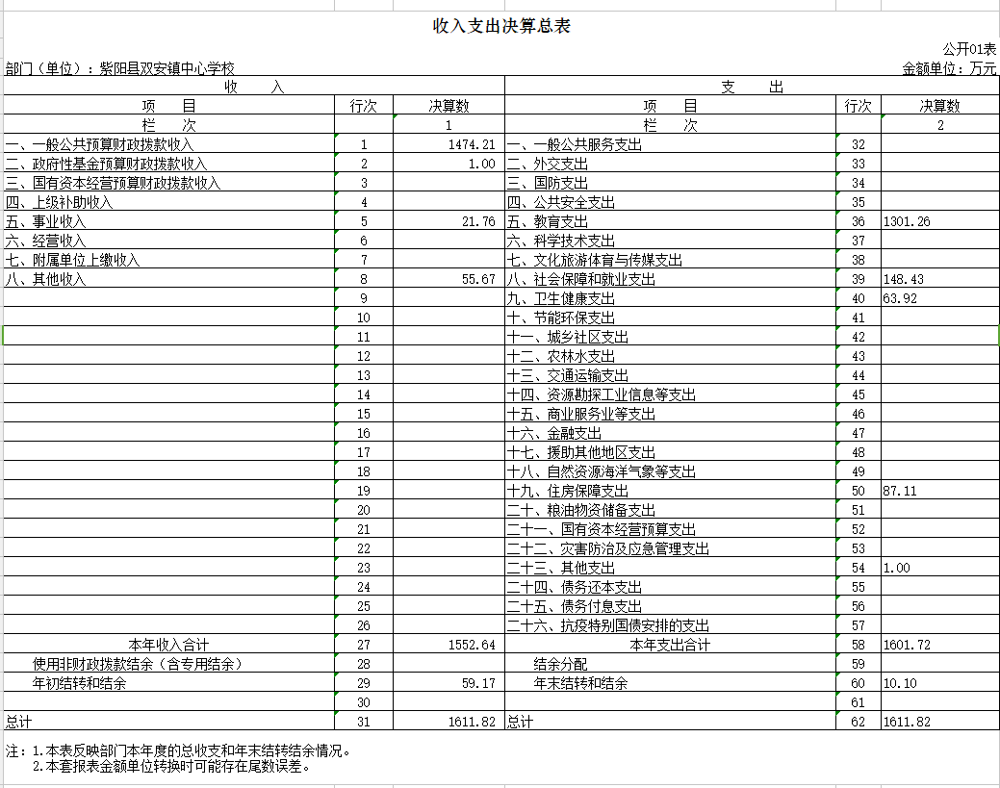 收入支出决算总表
公开01表
部门（单位）：紫阳县双安镇中心学校 金额单位：万元
收 入 支 出
项 目 行次 决算数 项 目 行次 决算数
栏 次 1 栏 次 2
一、一般公共预算财政拨款收入 1 1474.21 一、一般公共服务支出 32
二、政府性基金预算财政拨款收入 2 1.00 二、外交支出 33
三、国有资本经营预算财政拨款收入 3 三、国防支出 34
四、上级补助收入 4 四、公共安全支出 35
五、事业收入 5 21.76 五、教育支出 36 1301.26
六、经营收入 6 六、科学技术支出 37
七、附属单位上缴收入 7 七、文化旅游体育与传媒支出 38
八、其他收入 8 55.67 八、社会保障和就业支出 39 148.43
9 九、卫生健康支出 40 63.92
10 十、节能环保支出 41
11 十一、城乡社区支出 42
12 十二、农林水支出 43
13 十三、交通运输支出 44
14 十四、资源勘探工业信息等支出 45
15 十五、商业服务业等支出 46
16 十六、金融支出 47
17 十七、援助其他地区支出 48
18 十八、自然资源海洋气象等支出 49
19 十九、住房保障支出 50 87.11
20 二十、粮油物资储备支出 51
21 二十一、国有资本经营预算支出 52
22 二十二、灾害防治及应急管理支出 53
23 二十三、其他支出 54 1.00
24 二十四、债务还本支出 55
25 二十五、债务付息支出 56
26 二十六、抗疫特别国债安排的支出 57
本年收入合计 27 1552.64 本年支出合计 58 1601.72
使用非财政拨款结余（含专用结余） 28 结余分配 59
年初结转和结余 29 59.17 年末结转和结余 60 10.10
30 61
总计 31 1611.82 总计 62 1611.82
注：1.本表反映部门本年度的总收支和年末结转结余情况。
2.本套报表金额单位转换时可能存在尾数误差。